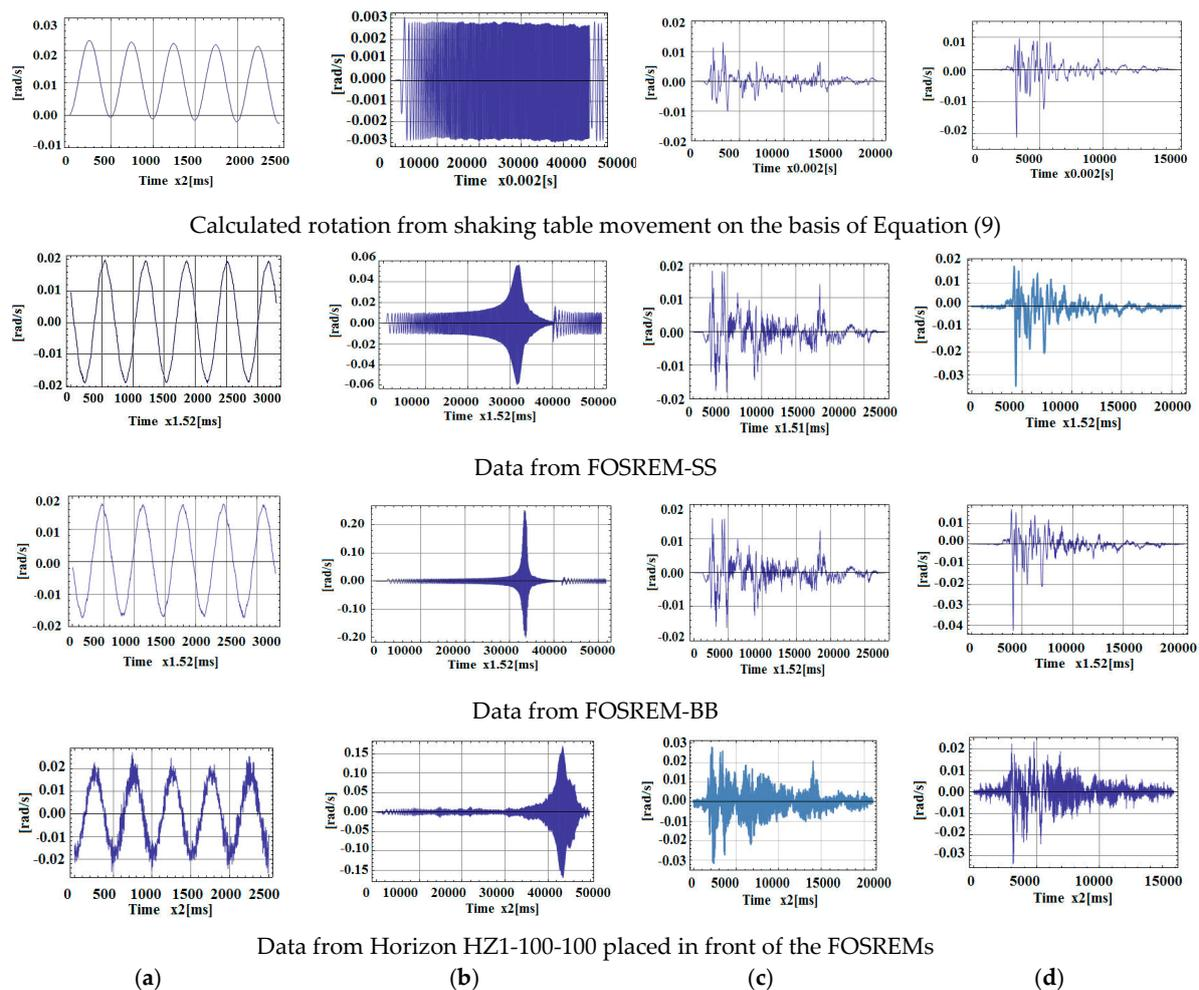 0.03
0.02
0.01
0.00
-0.01
[rad/s]
0 500 1000 1500 2000 2500
Time x2[ms]
0.003
0.002
0.001
0.000
-0.001
-0.002
-0.003
[rad/s]
0 10000 20000 30000 40000 50000
Time x0.002[s]
0.02
0.01
0.00
-0.01
-0.02
[rad/s]
0 500 10000 15000 20000
Time x0.002[s]
0.01
0.00
-0.01
-0.02
[rad/s]
0 5000 10000 15000
Time x0.002[s]
Calculated rotation from shaking table movement on the basis of Equation (9)
0.02
0.01
0.00
-0.01
-0.02
[rad/s]
0 500 1000 1500 2000 2500 3000
Time x1.52[ms]
0.06
0.04
0.02
0.00
-0.02
-0.04
-0.06
[rad/s]
0 10000 20000 30000 40000 50000
Time x1.52[ms]
0.02
0.01
0.00
-0.01
-0.02
[rad/s]
0 5000 10000 15000 20000 25000
Time x1.51[ms]
0.02
0.01
0.00
-0.01
-0.02
-0.03
[rad/s]
0 5000 10000 15000 20000
Time x1.52[ms]
Data from FOSREM-SS
0.02
0.01
0.00
-0.01
-0.02
[rad/s]
0 500 1000 1500 2000 2500 3000
Time x1.52[ms]
0.20
0.10
0.00
-0.10
-0.20
[rad/s]
0 10000 20000 30000 40000 50000
Time x1.52[ms]
0.02
0.01
0.00
-0.01
-0.02
[rad/s]
0 5000 10000 15000 20000 25000
Time x1.52[ms]
0.01
0.00
-0.01
-0.02
-0.03
-0.04
[rad/s]
0 5000 10000 15000 20000
Time x1.52[ms]
Data from FOSREM-BB
0.02
0.01
0.00
-0.01
-0.02
[rad/s]
0 500 1000 1500 2000 2500
Time x2[ms]
0.15
0.10
0.05
0.00
-0.05
-0.10
-0.15
[rad/s]
0 10000 20000 30000 40000 50000
Time x2[ms]
0.03
0.02
0.01
0.00
-0.01
-0.02
-0.03
[rad/s]
0 5000 10000 15000 20000
Time x2[ms]
0.02
0.01
0.00
-0.01
-0.02
-0.03
[rad/s]
0 5000 10000 15000
Time x2[ms]
Data from Horizon HZ1-100-100 placed in front of the FOSREMs
(a) (b) (c) (d)